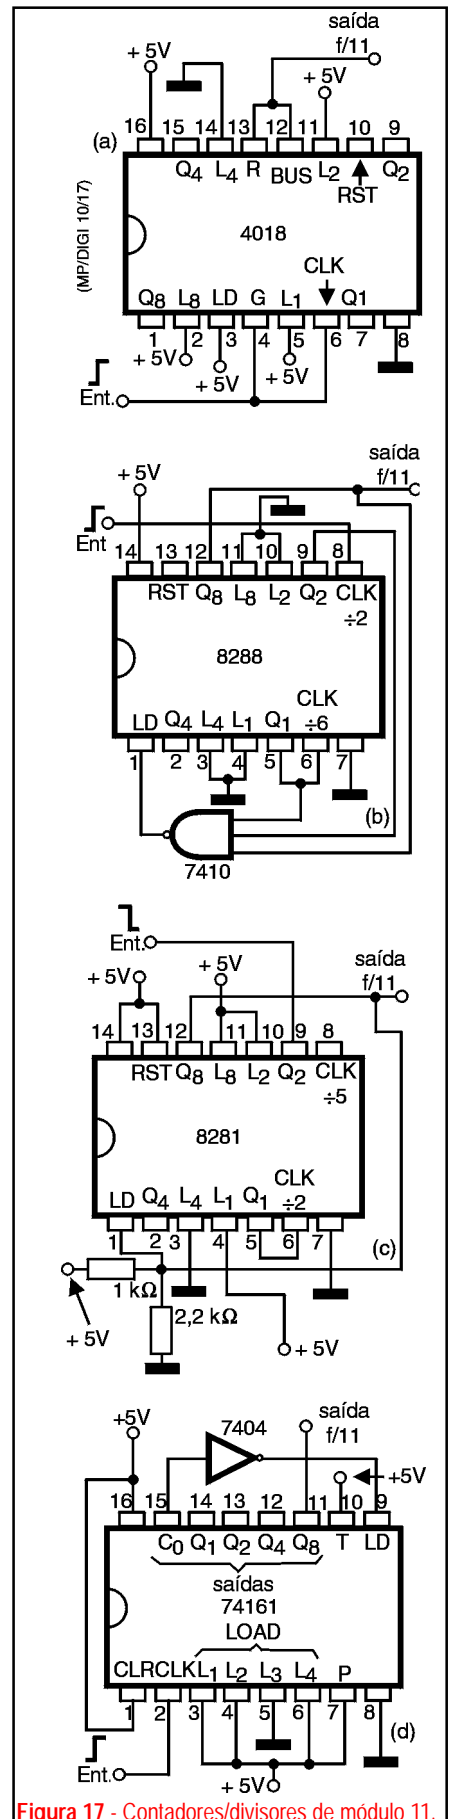 saída
f/11
+ 5V
+5V
16 15 14 13 12 11 10 9
(a)
Q4 L4 R BUS L2 Q2
RST
(MP/DIGI 10/17)
4018
CLK
Q8 L8 LD G L1 Q1
1 2 3 4 5 6 7 8
+ 5V
+ 5V
+ 5V
Ent.
saída
f/11
+ 5V
Ent
14 13 12 11 10 9 8
RST Q8 L8 L2 Q2 CLK
÷2
8288
CLK
LD Q4 L4 L1 Q1 ÷6
1 2 3 4 5 6 7
(b)
7410
Ent.
saída
f/11
+ 5V
+ 5V
14 13 12 11 10 9 8
RST Q8 L8 L2 Q2 CLK
÷5
8281
CLK
LD Q4 L4 L1 Q1 ÷2
1 2 3 4 5 6 7
(c)
1 kΩ
2,2 kΩ
+ 5V
+ 5V
saída
f/11
+5V
7404
+5V
16 15 14 13 12 11 10 9
C0 Q1 Q2 Q4 Q8 T LD
saídas
74161
LOAD
CLR CLK L1 L2 L3 L4 P
1 2 3 4 5 6 7 8
(d)
Ent.
+ 5V
Figura 17 - Contadores/divisores de módulo 11.